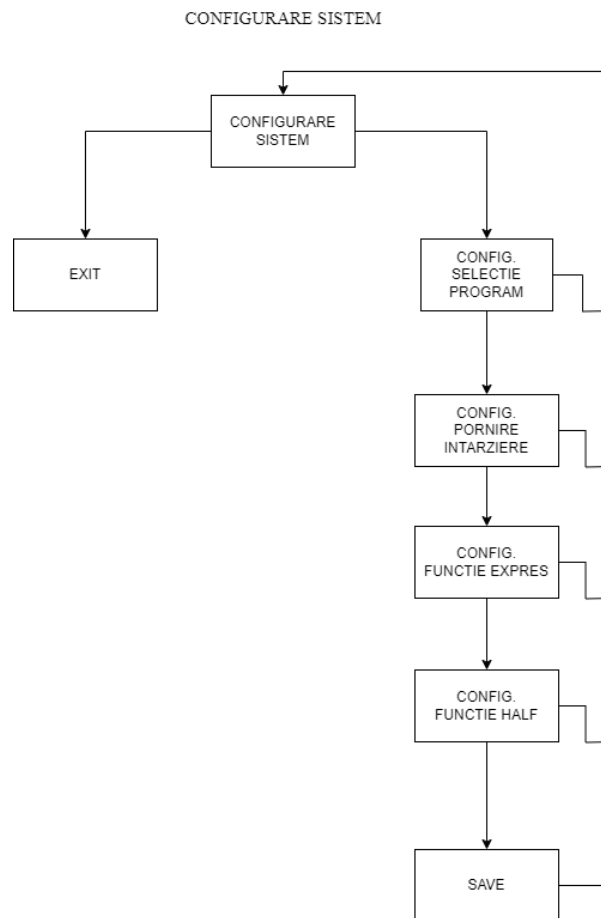 CONFIGURARE SISTEM
CONFIGURARE
SISTEM
EXIT
CONFIG.
SELECTIE
PROGRAM
CONFIG.
PORNIRE
INTARZIERE
CONFIG.
FUNCTIE EXPRES
CONFIG.
FUNCTIE HALF
SAVE